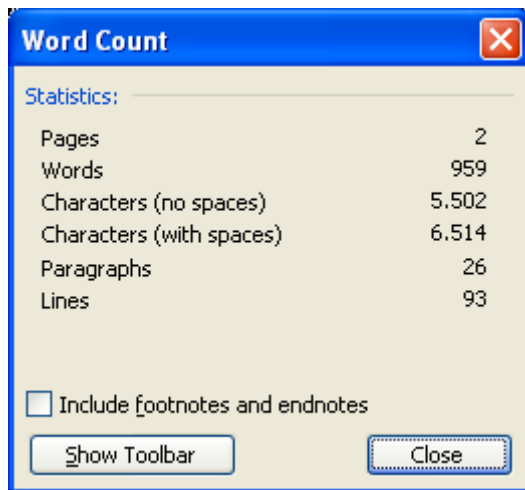 Word Count
Statistics:
Pages 2
Words 959
Characters (no spaces) 5.502
Characters (with spaces) 6.514
Paragraphs 26
Lines 93
Include footnotes and endnotes
Show Toolbar Close